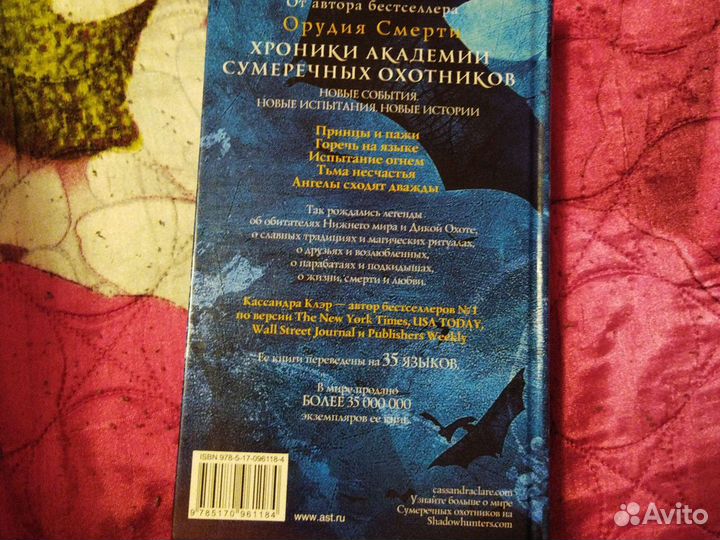 От автора бестселлера
Орудия Смерти
ХРОНИКИ АКАДЕМИИ
СУМЕРЕЧНЫХ ОХОТНИКОВ
НОВЫЕ СОБЫТИЯ.
НОВЫЕ ИСПЫТАНИЯ. НОВЫЕ ИСТОРИИ
Принцы и пажи
Горечь на языке
Испытание огнем
Тьма несчастья
Ангелы сходят дважды
Так рождались легенды
об обитателях Нижнего мира и Дикой Охоте,
о славных традициях и магических ритуалах,
о друзьях и возлюбленных,
о парабатаях и подкидышах,
о жизни, смерти и любви.
Кассандра Клэр — автор бестселлеров №1
по версии The New York Times, USA TODAY,
Wall Street Journal и Publishers Weekly
Ее книги переведены на 35 ЯЗЫКОВ.
В мире продано
БОЛЕЕ 35 000 000
экземпляров ее книг.
ISBN 978-5-17-096118-4
9 785170 961184
www.ast.ru
cassandraclare.com
Узнайте больше о мире
Сумеречных охотников на
Shadowhunters.com
Avito